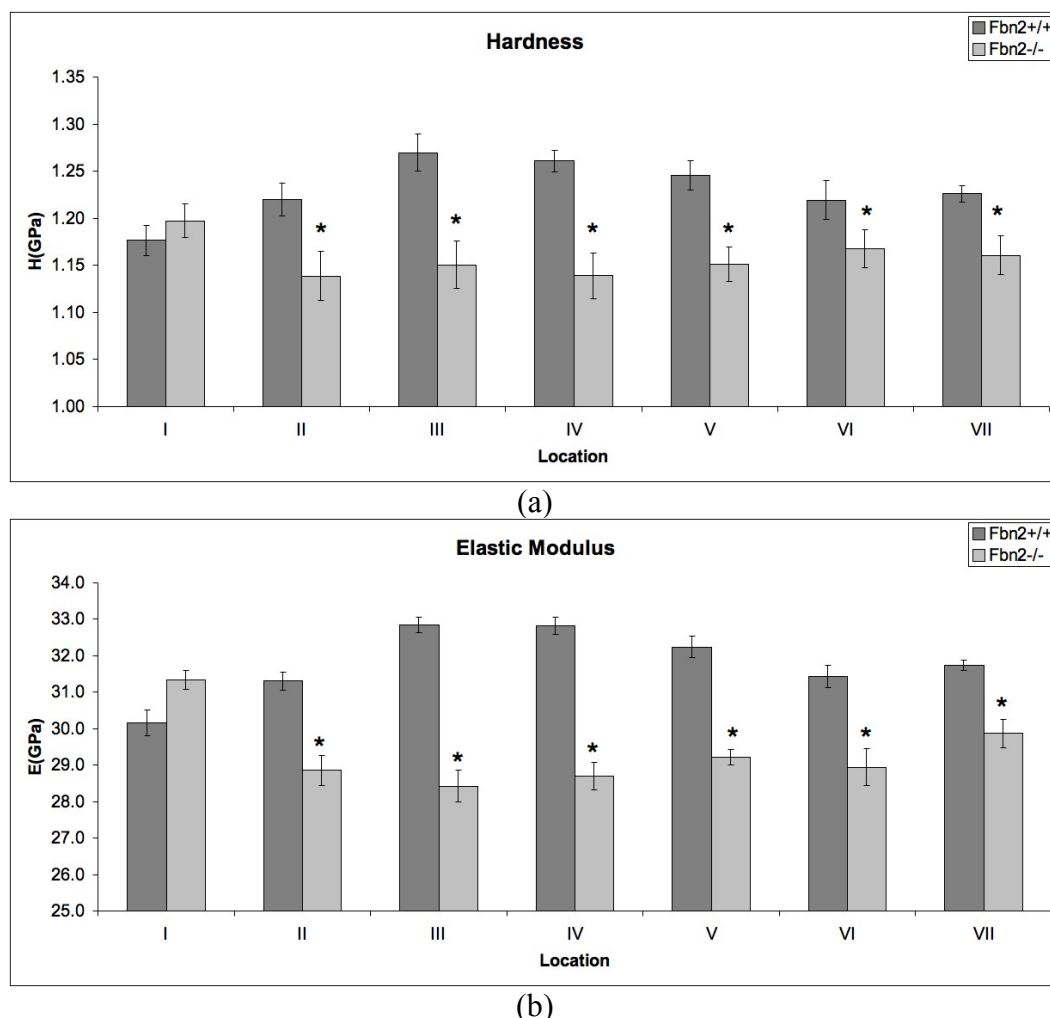 Hardness
Fbn2+/+
Fbn2-/-
H(GPa)
1.35
1.30
1.25
1.20
1.15
1.10
1.05
1.00
* * * * * *
I II III IV V VI VII
Location
(a)
Elastic Modulus
Fbn2+/+
Fbn2-/-
E(GPa)
34.0
33.0
32.0
31.0
30.0
29.0
28.0
27.0
26.0
25.0
* * * * * *
I II III IV V VI VII
Location
(b)